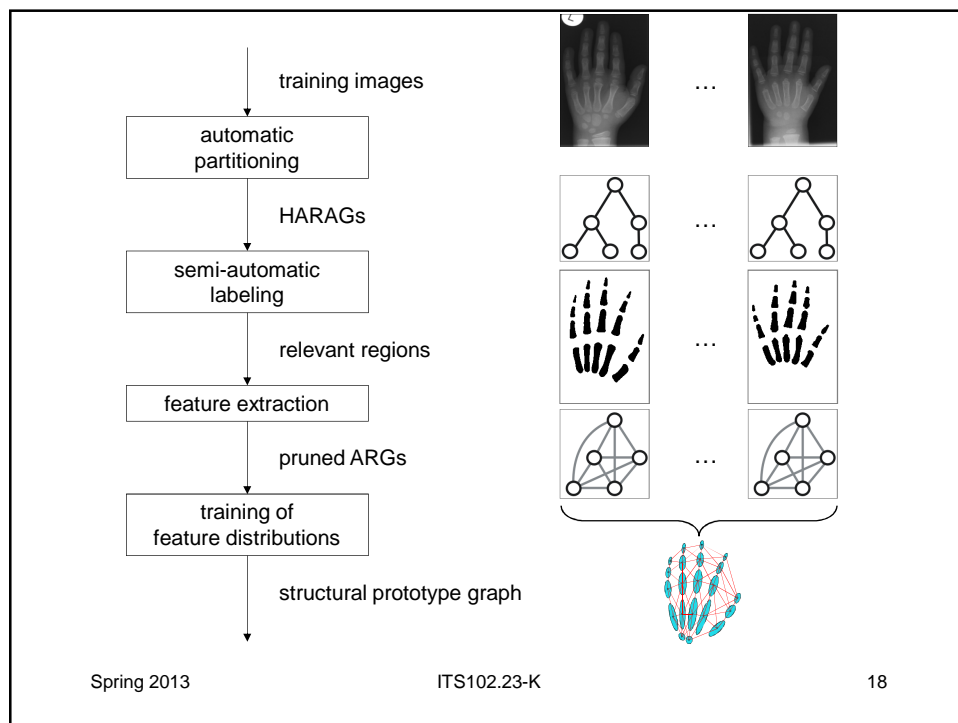 L
training images
...
automatic
partitioning
HARAGs
...
semi-automatic
labeling
relevant regions
...
feature extraction
pruned ARGs
...
training of
feature distributions
structural prototype graph
Spring 2013
ITS102.23-K
18